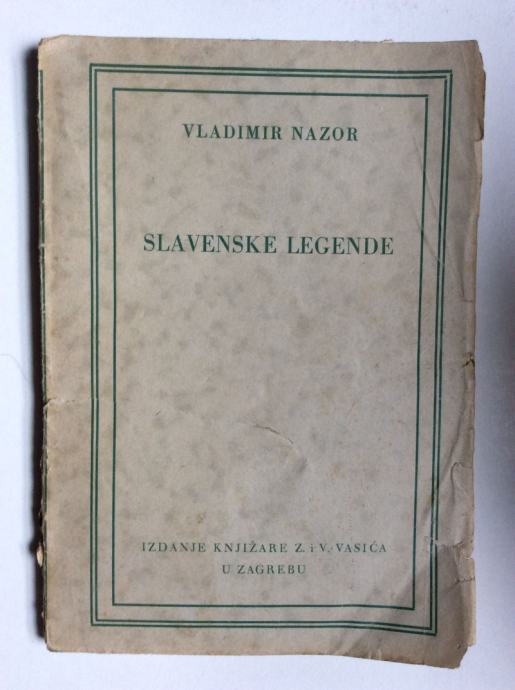 VLADIMIR NAZOR
SLAVENSKE LEGENDE
IZDANJE KNJIŽARE Z. i V. VASIĆA
U ZAGREBU